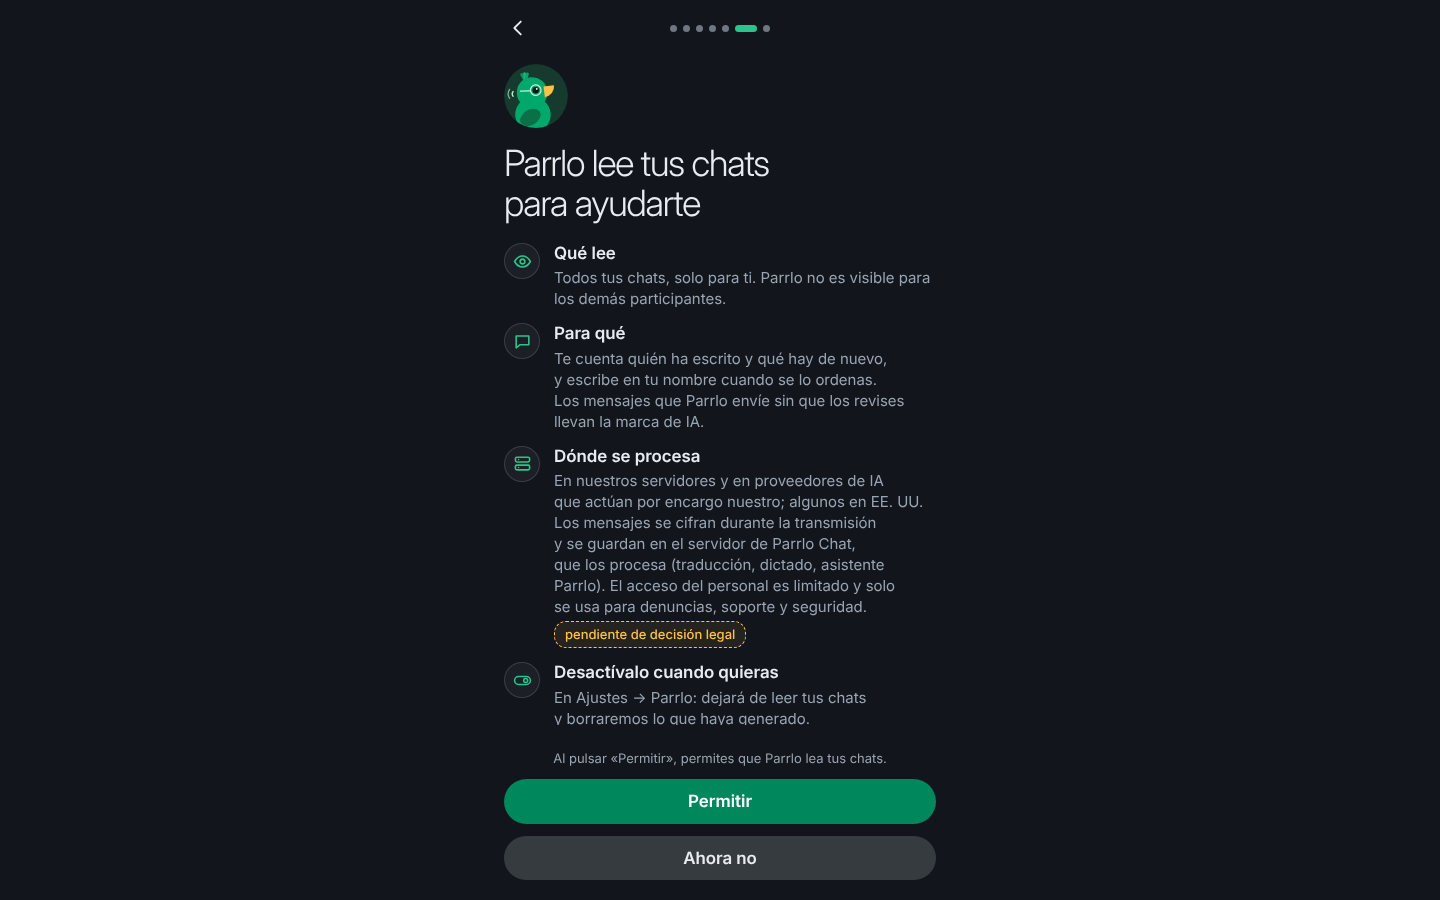 Parrlo lee tus chats
para ayudarte
Qué lee
Todos tus chats, solo para ti. Parrlo no es visible para
los demás participantes.
Para qué
Te cuenta quién ha escrito y qué hay de nuevo,
y escribe en tu nombre cuando se lo ordenas.
Los mensajes que Parrlo envíe sin que los revises
llevan la marca de IA.
Dónde se procesa
En nuestros servidores y en proveedores de IA
que actúan por encargo nuestro; algunos en EE. UU.
Los mensajes se cifran durante la transmisión
y se guardan en el servidor de Parrlo Chat,
que los procesa (traducción, dictado, asistente
Parrlo). El acceso del personal es limitado y solo
se usa para denuncias, soporte y seguridad.
pendiente de decisión legal
Desactívalo cuando quieras
En Ajustes → Parrlo: dejará de leer tus chats
y borraremos lo que haya generado.
Al pulsar «Permitir», permites que Parrlo lea tus chats.
Permitir
Ahora no